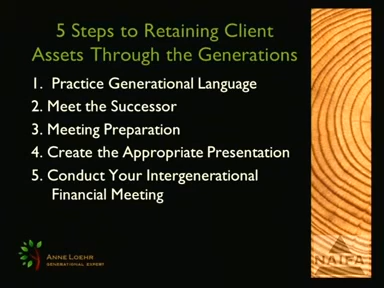 5 Steps to Retaining Client
Assets Through the Generations
1. Practice Generational Language
2. Meet the Successor
3. Meeting Preparation
4. Create the Appropriate Presentation
5. Conduct Your Intergenerational
Financial Meeting
ANNE LOEHR
GENERATIONAL EXPERT
NAIFA